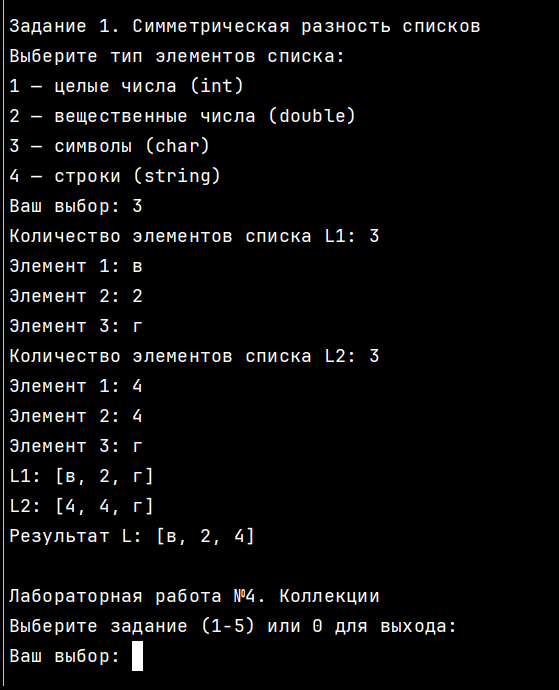 Задание 1. Симметрическая разность списков
Выберите тип элементов списка:
1 — целые числа (int)
2 — вещественные числа (double)
3 — символы (char)
4 — строки (string)
Ваш выбор: 3
Количество элементов списка L1: 3
Элемент 1: в
Элемент 2: 2
Элемент 3: г
Количество элементов списка L2: 3
Элемент 1: 4
Элемент 2: 4
Элемент 3: г
L1: [в, 2, г]
L2: [4, 4, г]
Результат L: [в, 2, 4]
Лабораторная работа №4. Коллекции
Выберите задание (1-5) или 0 для выхода:
Ваш выбор: